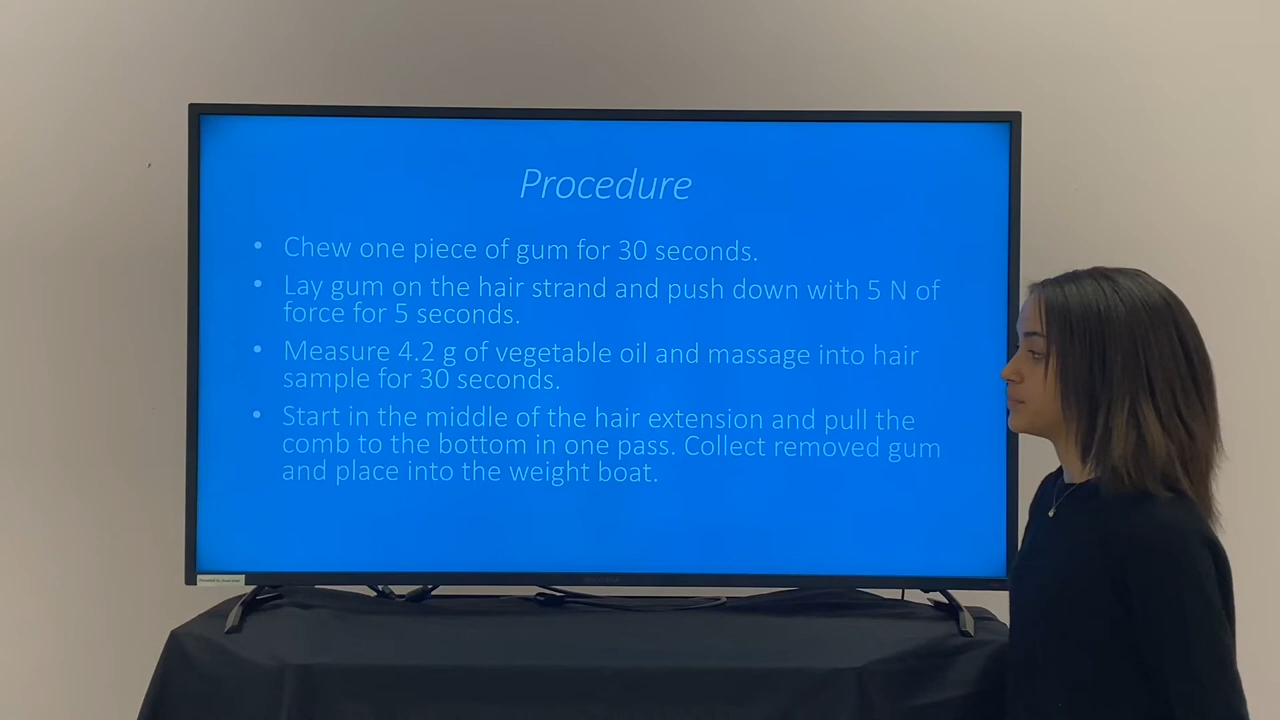 Procedure
• Chew one piece of gum for 30 seconds.
• Lay gum on the hair strand and push down with 5 N of
force for 5 seconds.
• Measure 4.2 g of vegetable oil and massage into hair
sample for 30 seconds.
• Start in the middle of the hair extension and pull the
comb to the bottom in one pass. Collect removed gum
and place into the weight boat.